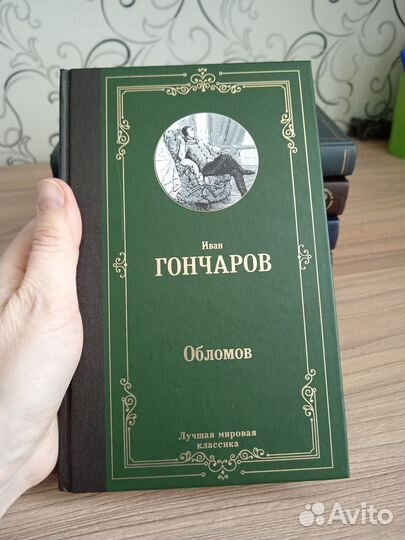 Иван
ГОНЧАРОВ
Обломов
Лучшая мировая
классика
Avito